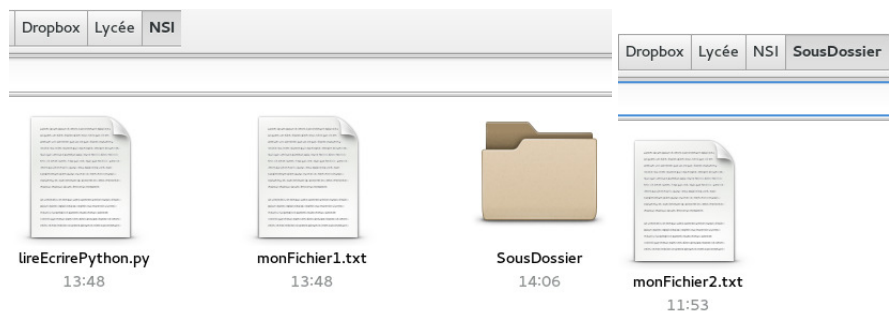 Dropbox Lycée NSI
lireEcrirePython.py monFichier1.txt SousDossier
13:48 13:48 14:06
Dropbox Lycée NSI SousDossier
monFichier2.txt
11:53